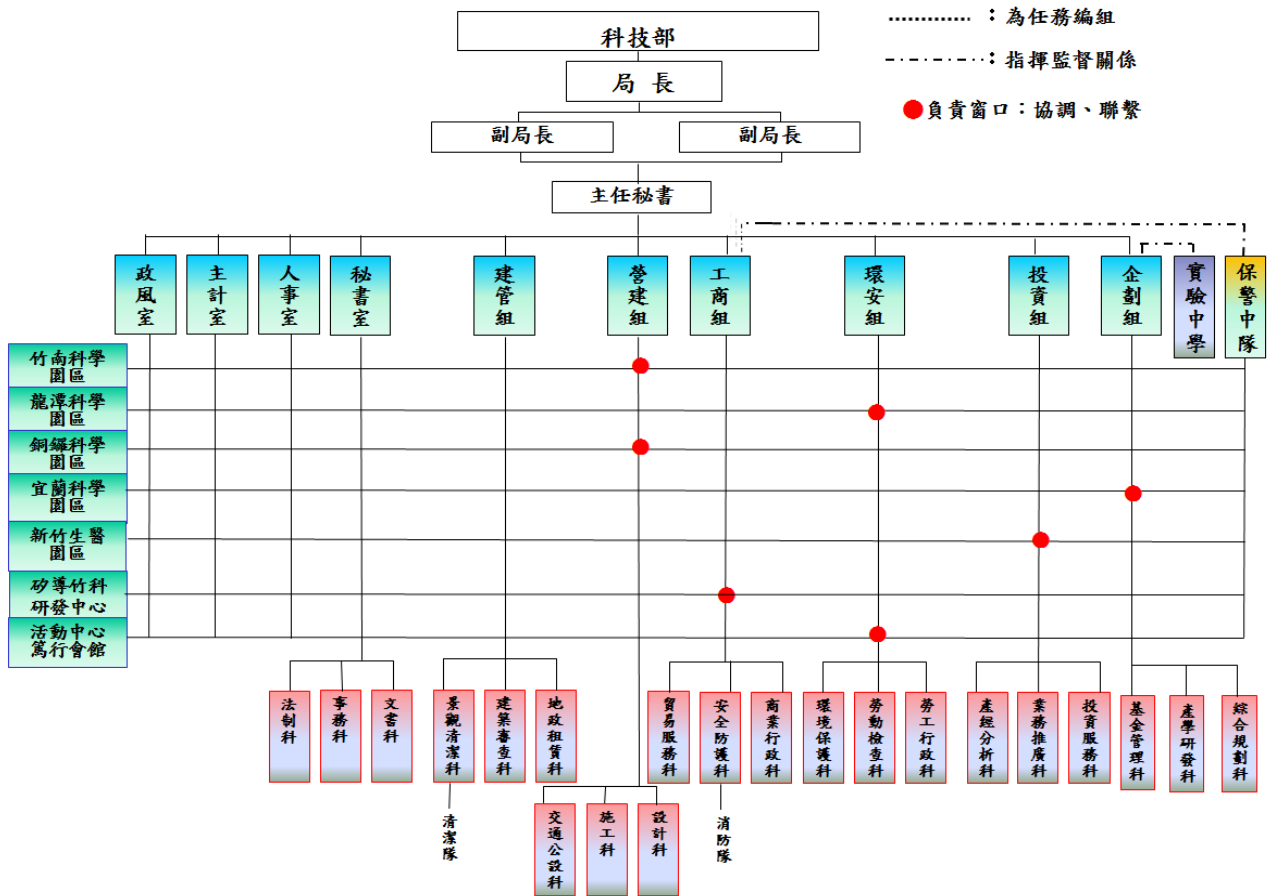 科技部
局 長
副局長
副局長
主任秘書
：為任務編組
：指揮監督關係
負責窗口：協調、聯繫
政風室
主計室
人事室
秘書室
建管組
營建組
工商組
環安組
投資組
企劃組
實驗中學
保警中隊
竹南科學
園區
龍潭科學
園區
銅鑼科學
園區
宜蘭科學
園區
新竹生醫
園區
矽導竹科
研發中心
活動中心
篤行會館
法制科
事務科
文書科
景觀清潔科
建築審查科
地政租賃科
貿易服務科
安全防護科
商業行政科
環境保護科
勞動檢查科
勞工行政科
產經分析科
業務推廣科
投資服務科
基金管理科
產學研發科
綜合規劃科
清潔隊
交通公設科
施工科
設計科
消防隊